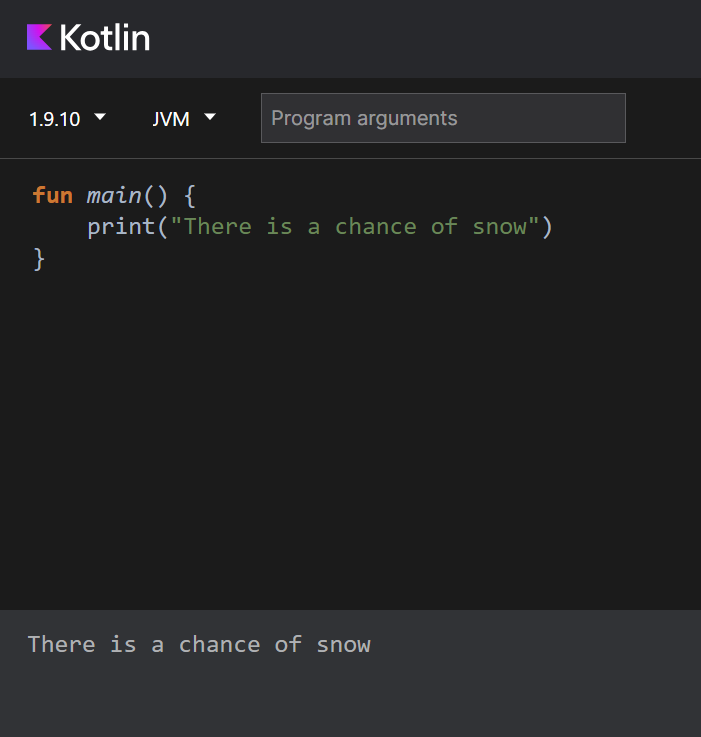 Kotlin
1.9.10 JVM Program arguments
fun main() {
    print("There is a chance of snow")
}
There is a chance of snow